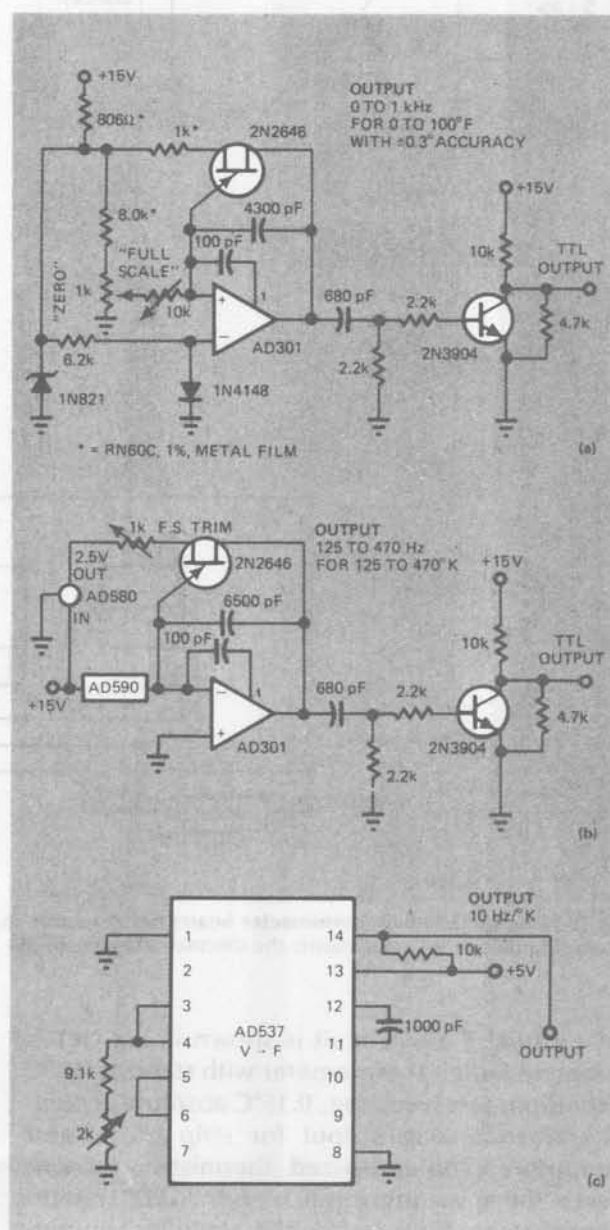 +15V
806Ω*
1k*
2N2646
OUTPUT
0 TO 1 kHz
FOR 0 TO 100°F
WITH ±0.3° ACCURACY
4300 pF
8.0k*
100 pF
"FULL
SCALE"
"ZERO"
1k
10k
+
1
−
AD301
6.2k
1N821
1N4148
680 pF
2.2k
2.2k
+15V
10k
TTL
OUTPUT
2N3904
4.7k
* = RN60C, 1%, METAL FILM
(a)
1k F.S. TRIM
2.5V
OUT
AD580
IN
2N2646
OUTPUT
125 TO 470 Hz
FOR 125 TO 470°K
6500 pF
100 pF
+15V
AD590
−
+
AD301
680 pF
2.2k
2.2k
+15V
10k
TTL
OUTPUT
2N3904
4.7k
(b)
OUTPUT
10 Hz/°K
1
14
10k
2
13
+5V
3
12
4
AD537
V → F
11
1000 pF
OUTPUT
9.1k
5
10
6
9
2k
7
8
(c)